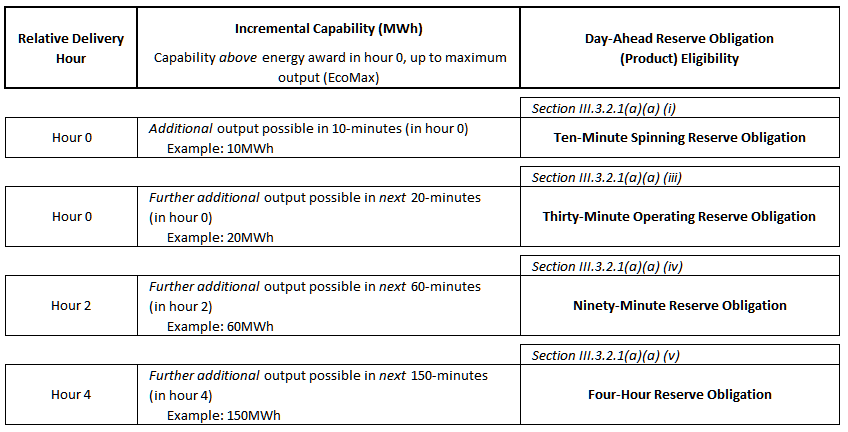 Relative Delivery
Hour
Incremental Capability (MWh)
Capability above energy award in hour 0, up to maximum
output (EcoMax)
Day-Ahead Reserve Obligation
(Product) Eligibility
Section III.3.2.1(a)(a) (i)
Hour 0
Additional output possible in 10-minutes (in hour 0)
Example: 10MWh
Ten-Minute Spinning Reserve Obligation
Section III.3.2.1(a)(a) (iii)
Hour 0
Further additional output possible in next 20-minutes
(in hour 0)
Example: 20MWh
Thirty-Minute Operating Reserve Obligation
Section III.3.2.1(a)(a) (iv)
Hour 2
Further additional output possible in next 60-minutes
(in hour 2)
Example: 60MWh
Ninety-Minute Reserve Obligation
Section III.3.2.1(a)(a) (v)
Hour 4
Further additional output possible in next 150-minutes
(in hour 4)
Example: 150MWh
Four-Hour Reserve Obligation